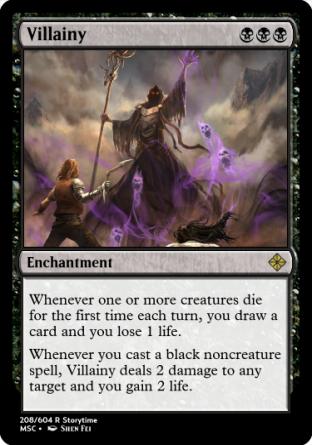 Villainy
Enchantment
Whenever one or more creatures die
for the first time each turn, you draw a
card and you lose 1 life.
Whenever you cast a black noncreature
spell, Villainy deals 2 damage to any
target and you gain 2 life.
208/604 R Storytime
MSC • Shen Fei